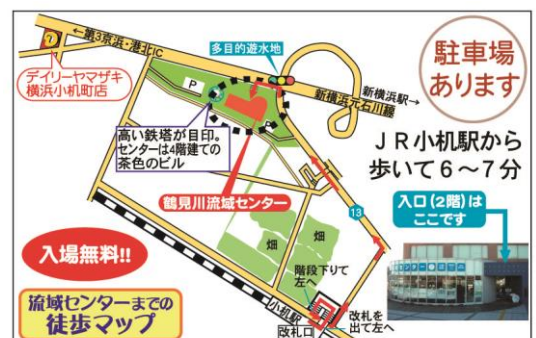 ←第3京浜・港北IC
多目的遊水地
駐車場
あります
デイリーヤマザキ
横浜小机町店
P
新横浜駅→
新横浜元石川線
P
JR小机駅から
歩いて6〜7分
高い鉄塔が目印。
センターは4階建ての
茶色のビル
鶴見川流域センター
13
入口(2階)は
ここです
入場無料!!
畑
畑
階段下りて
左へ
流域センターまでの
徒歩マップ
小机駅
改札口
改札を
出て左へ